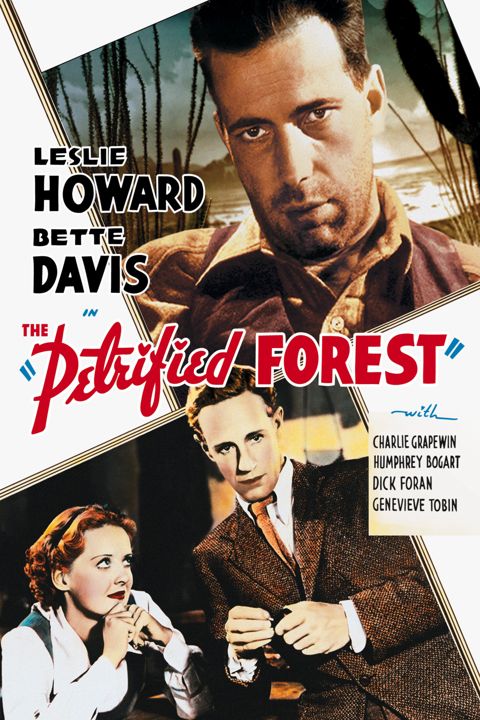 LESLIE
HOWARD
BETTE
DAVIS
IN
THE
"Petrified FOREST"
with
CHARLIE GRAPEWIN
HUMPHREY BOGART
DICK FORAN
GENEVIEVE TOBIN